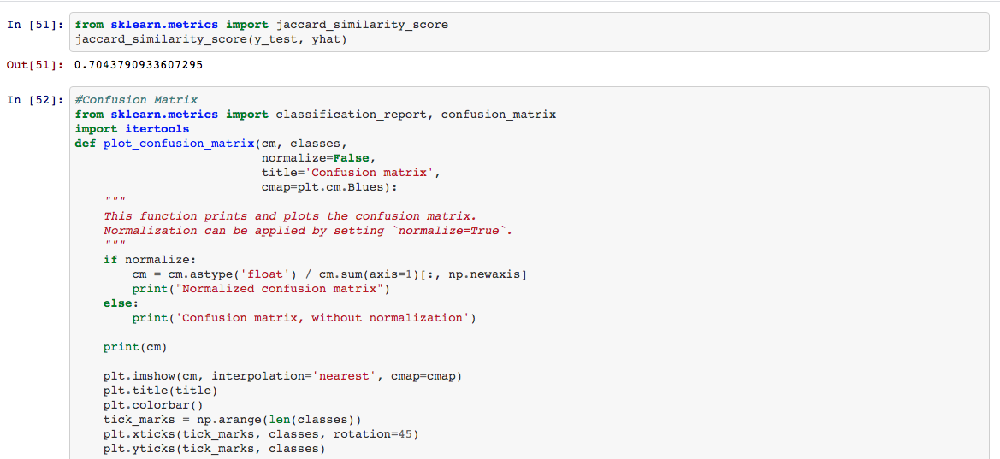 In [51]: from sklearn.metrics import jaccard_similarity_score
jaccard_similarity_score(y_test, yhat)
Out[51]: 0.7043790933607295
In [52]: #Confusion Matrix
from sklearn.metrics import classification_report, confusion_matrix
import itertools
def plot_confusion_matrix(cm, classes,
                          normalize=False,
                          title='Confusion matrix',
                          cmap=plt.cm.Blues):
    """
    This function prints and plots the confusion matrix.
    Normalization can be applied by setting `normalize=True`.
    """
    if normalize:
        cm = cm.astype('float') / cm.sum(axis=1)[:, np.newaxis]
        print("Normalized confusion matrix")
    else:
        print('Confusion matrix, without normalization')
    print(cm)
    plt.imshow(cm, interpolation='nearest', cmap=cmap)
    plt.title(title)
    plt.colorbar()
    tick_marks = np.arange(len(classes))
    plt.xticks(tick_marks, classes, rotation=45)
    plt.yticks(tick_marks, classes)